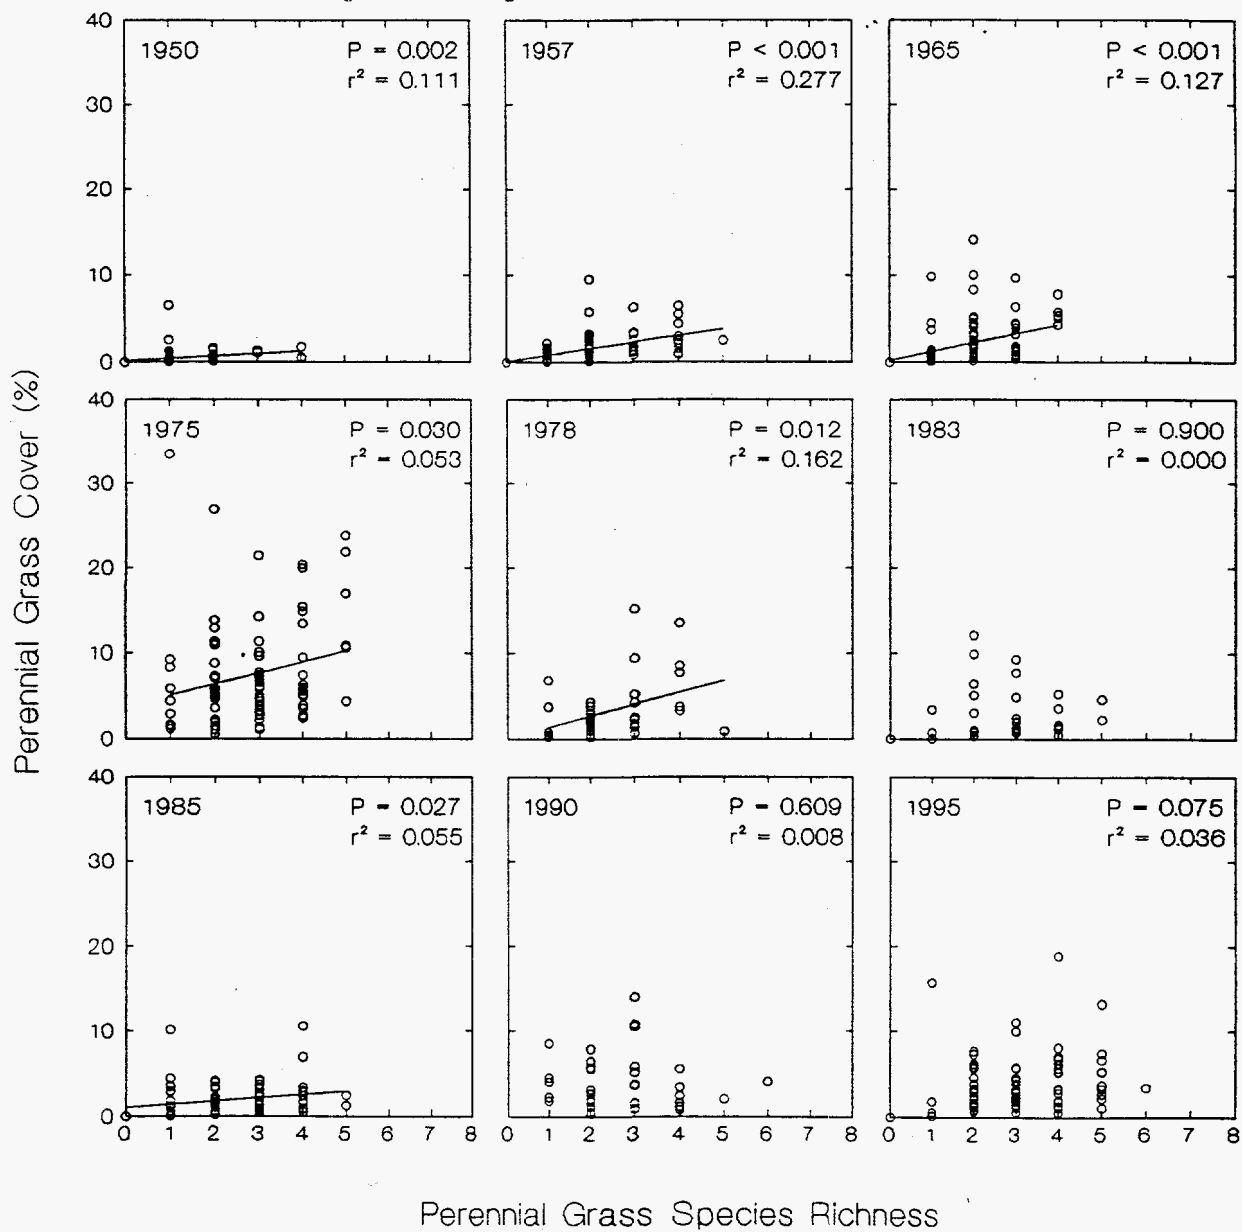 1950 P = 0.002
r² = 0.111
1957 P < 0.001
r² = 0.277
1965 P < 0.001
r² = 0.127
40
30
20
10
0
1975 P = 0.030
r² = 0.053
1978 P = 0.012
r² = 0.162
1983 P = 0.900
r² = 0.000
40
30
20
10
0
1985 P = 0.027
r² = 0.055
1990 P = 0.609
r² = 0.008
1995 P = 0.075
r² = 0.036
40
30
20
10
0
0 1 2 3 4 5 6 7 8
0 1 2 3 4 5 6 7 8
0 1 2 3 4 5 6 7 8
Perennial Grass Cover (%)
Perennial Grass Species Richness